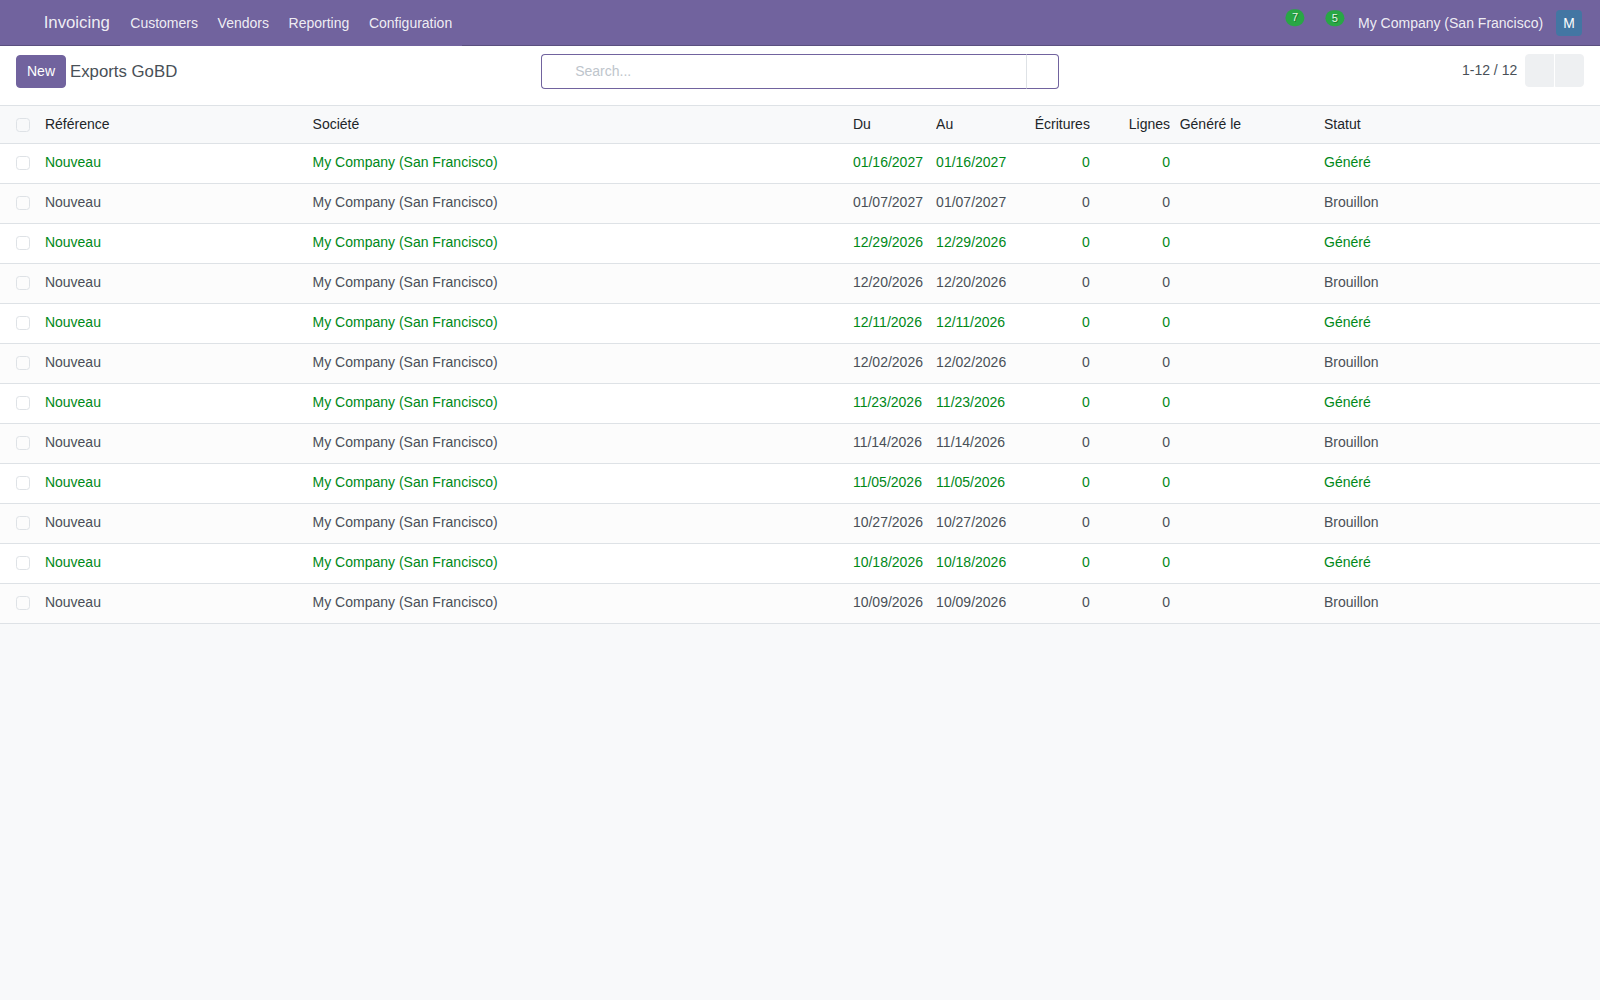 Invoicing Customers Vendors Reporting Configuration 7 5 My Company (San Francisco) M
New Exports GoBD Search... 1-12 / 12
Référence Société Du Au Écritures Lignes Généré le Statut
Nouveau My Company (San Francisco) 01/16/2027 01/16/2027 0 0 Généré
Nouveau My Company (San Francisco) 01/07/2027 01/07/2027 0 0 Brouillon
Nouveau My Company (San Francisco) 12/29/2026 12/29/2026 0 0 Généré
Nouveau My Company (San Francisco) 12/20/2026 12/20/2026 0 0 Brouillon
Nouveau My Company (San Francisco) 12/11/2026 12/11/2026 0 0 Généré
Nouveau My Company (San Francisco) 12/02/2026 12/02/2026 0 0 Brouillon
Nouveau My Company (San Francisco) 11/23/2026 11/23/2026 0 0 Généré
Nouveau My Company (San Francisco) 11/14/2026 11/14/2026 0 0 Brouillon
Nouveau My Company (San Francisco) 11/05/2026 11/05/2026 0 0 Généré
Nouveau My Company (San Francisco) 10/27/2026 10/27/2026 0 0 Brouillon
Nouveau My Company (San Francisco) 10/18/2026 10/18/2026 0 0 Généré
Nouveau My Company (San Francisco) 10/09/2026 10/09/2026 0 0 Brouillon